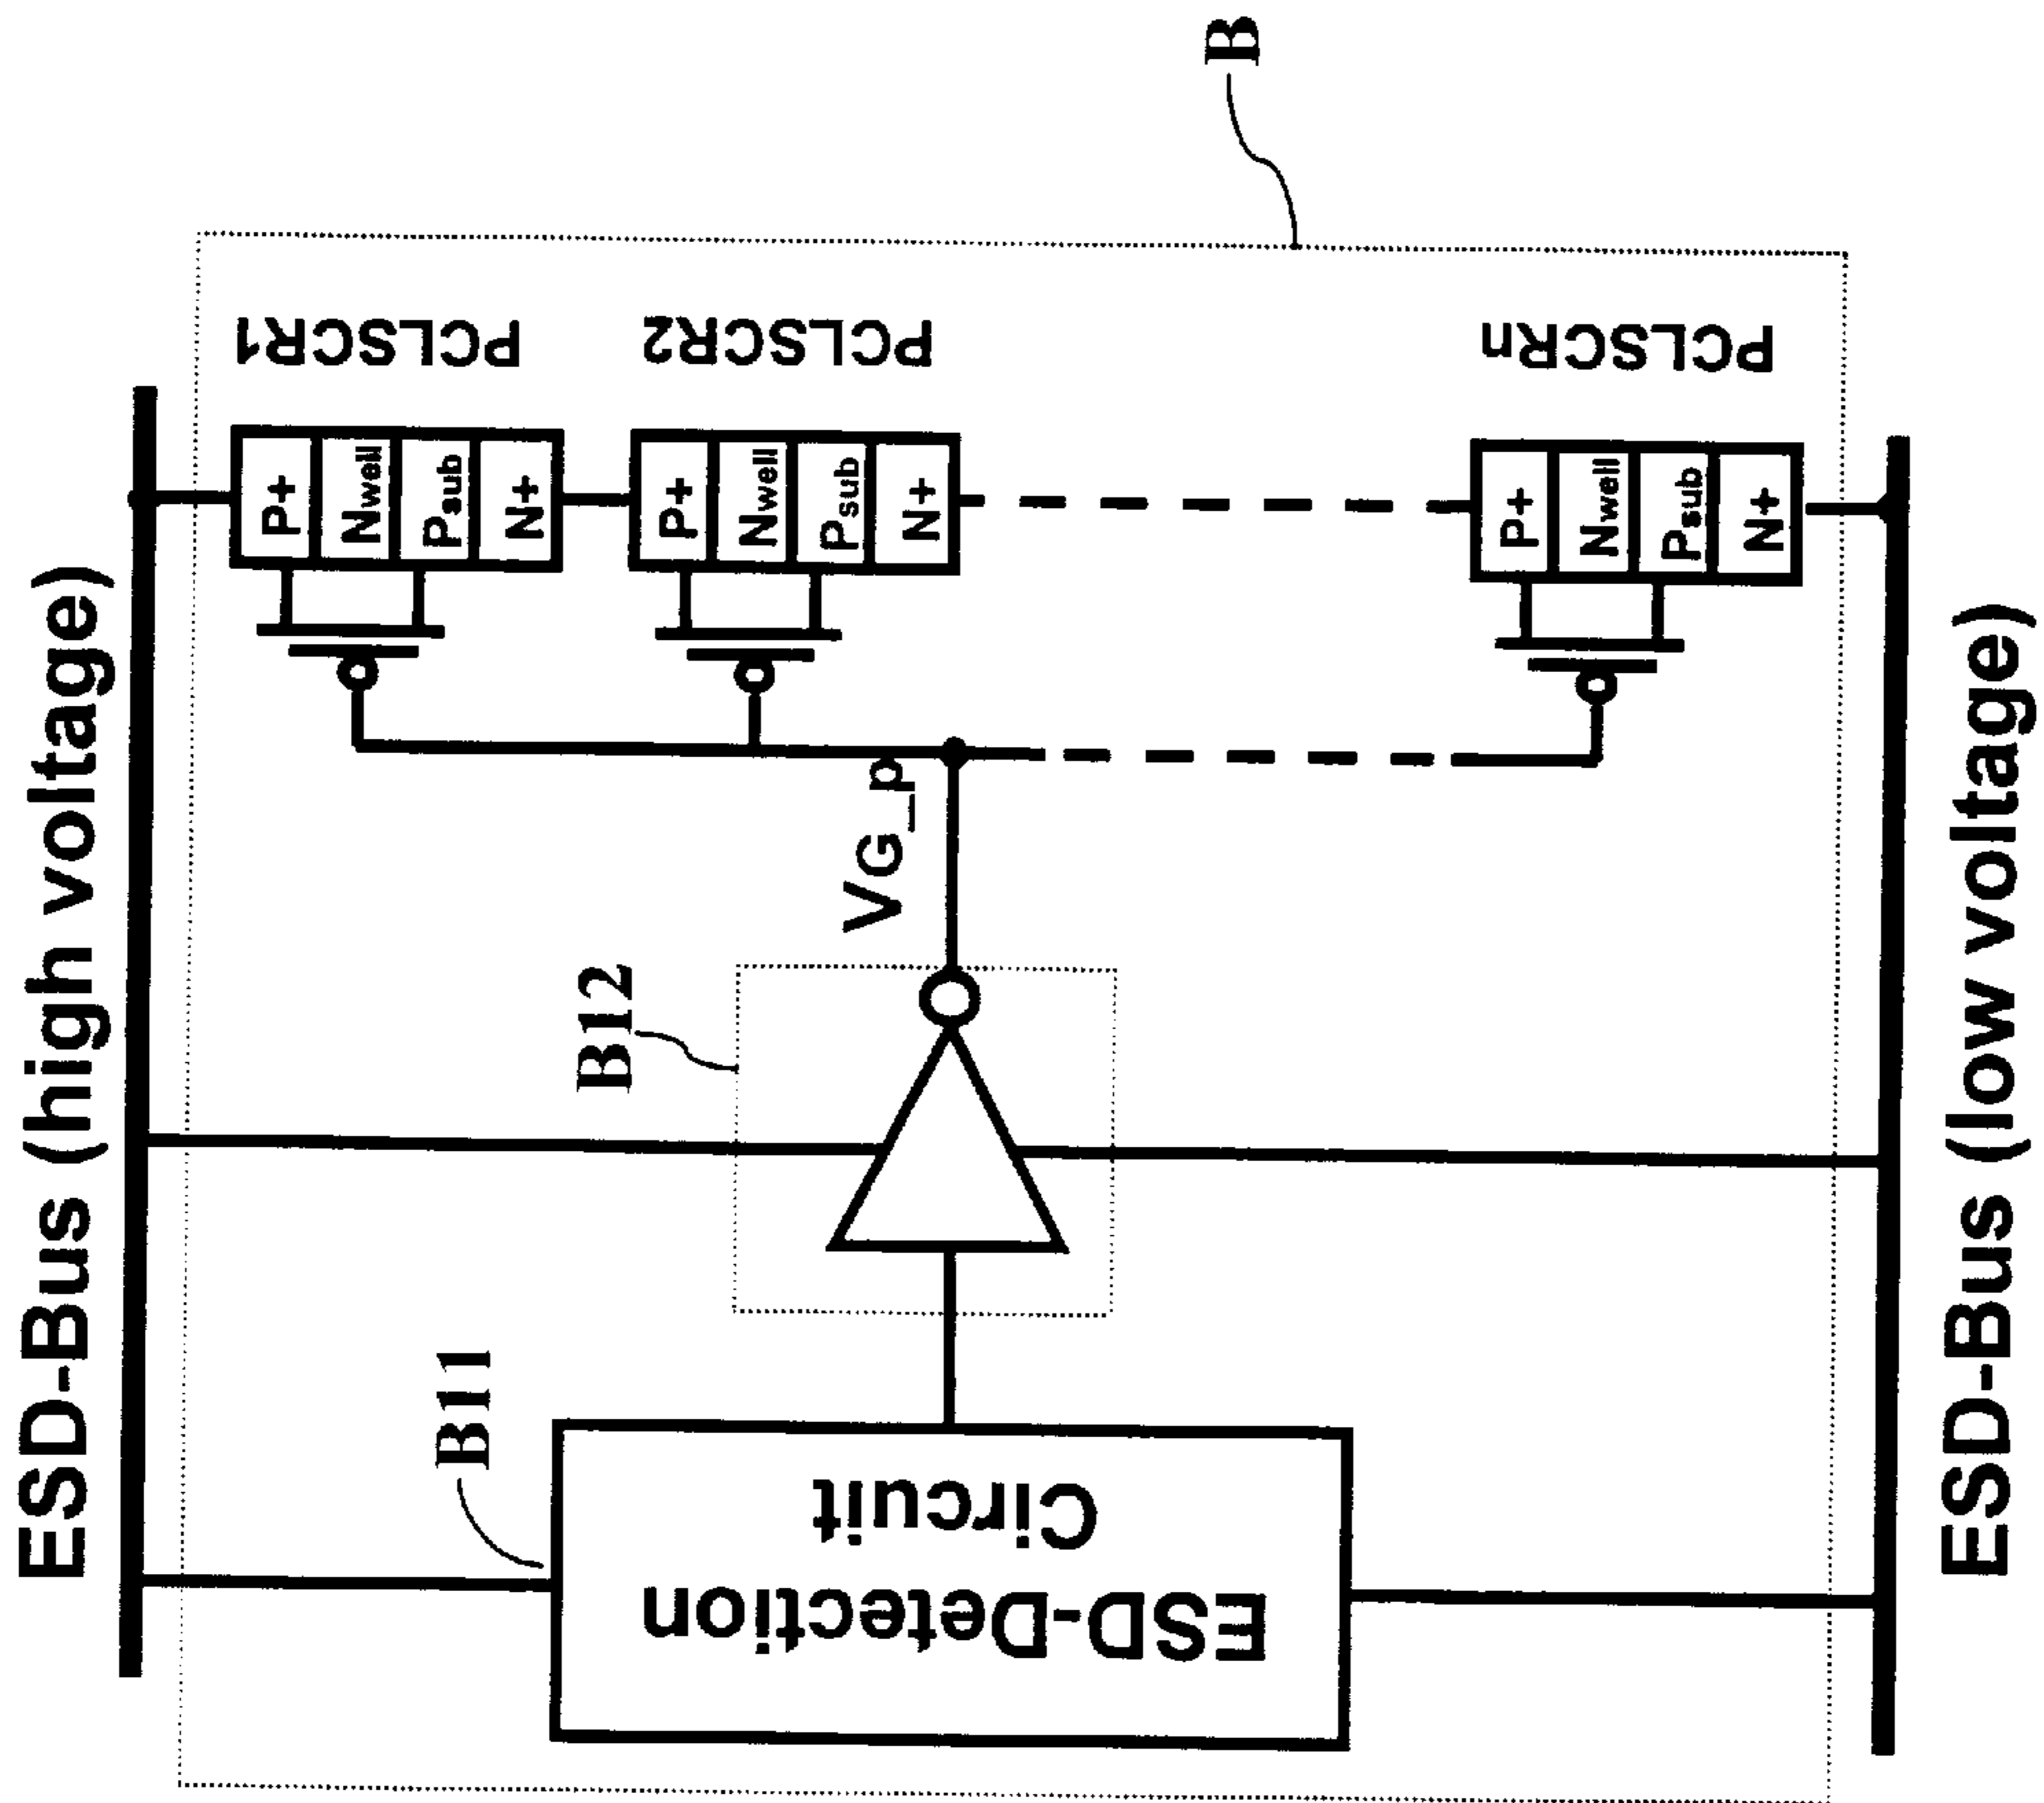 ESD-Bus (high voltage)
B
PCLSCR1
P+
Nwell
Psub
N+
PCLSCR2
P+
Nwell
Psub
N+
PCLSCRn
P+
Nwell
Psub
N+
VG_p
B12
B11
ESD-Detection
Circuit
ESD-Bus (low voltage)